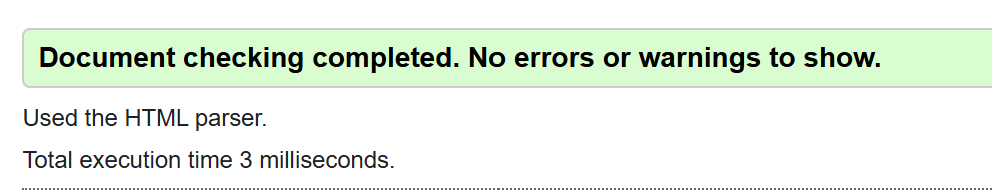 Document checking completed. No errors or warnings to show.
Used the HTML parser.
Total execution time 3 milliseconds.